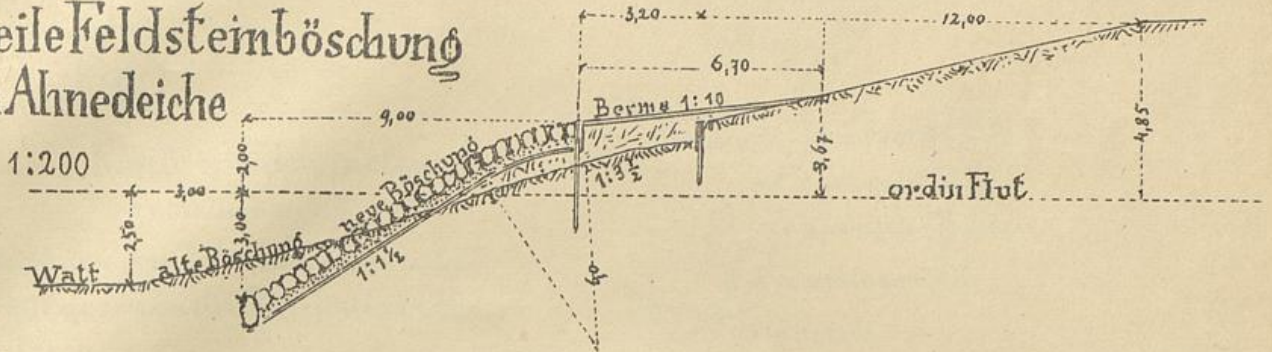 eile Feldsteinböschung
Ahnedeiche
1:200
3,20
12,00
6,70
9,00
Berme 1:10
2,00
3,00
neue Böschung
1:3½
3,67
4,85
ordin Flut
2,50
3,00
Watt
alte Böschung
1:1½